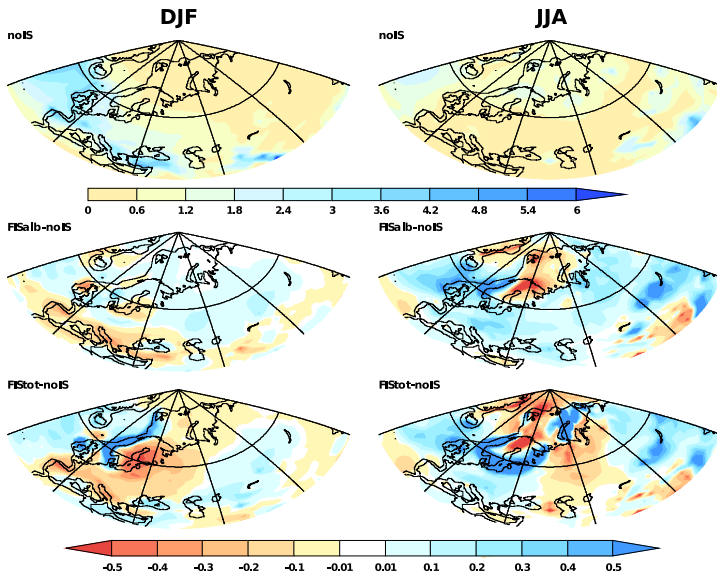 DJF JJA
noIS noIS
0 0.6 1.2 1.8 2.4 3 3.6 4.2 4.8 5.4 6
FISalb-noIS FISalb-noIS
FIStot-noIS FIStot-noIS
-0.5 -0.4 -0.3 -0.2 -0.1 -0.01 0.01 0.1 0.2 0.3 0.4 0.5